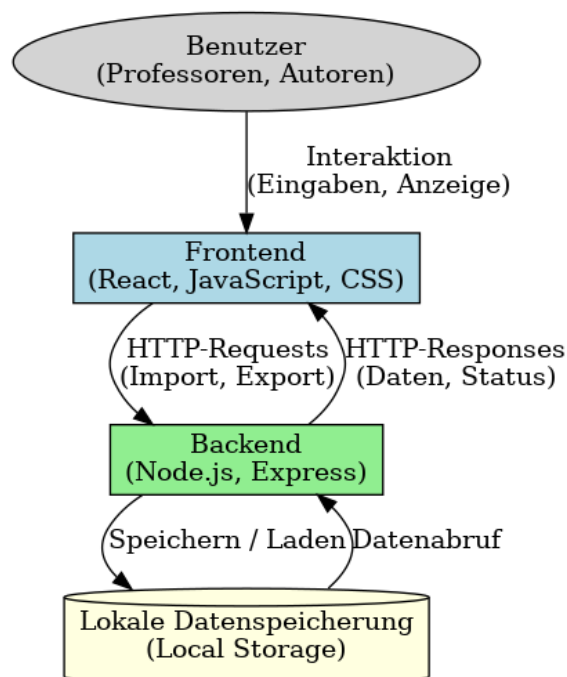 Benutzer
(Professoren, Autoren)
Interaktion
(Eingaben, Anzeige)
Frontend
(React, JavaScript, CSS)
HTTP-Requests
(Import, Export)
HTTP-Responses
(Daten, Status)
Backend
(Node.js, Express)
Speichern / Laden
Datenabruf
Lokale Datenspeicherung
(Local Storage)